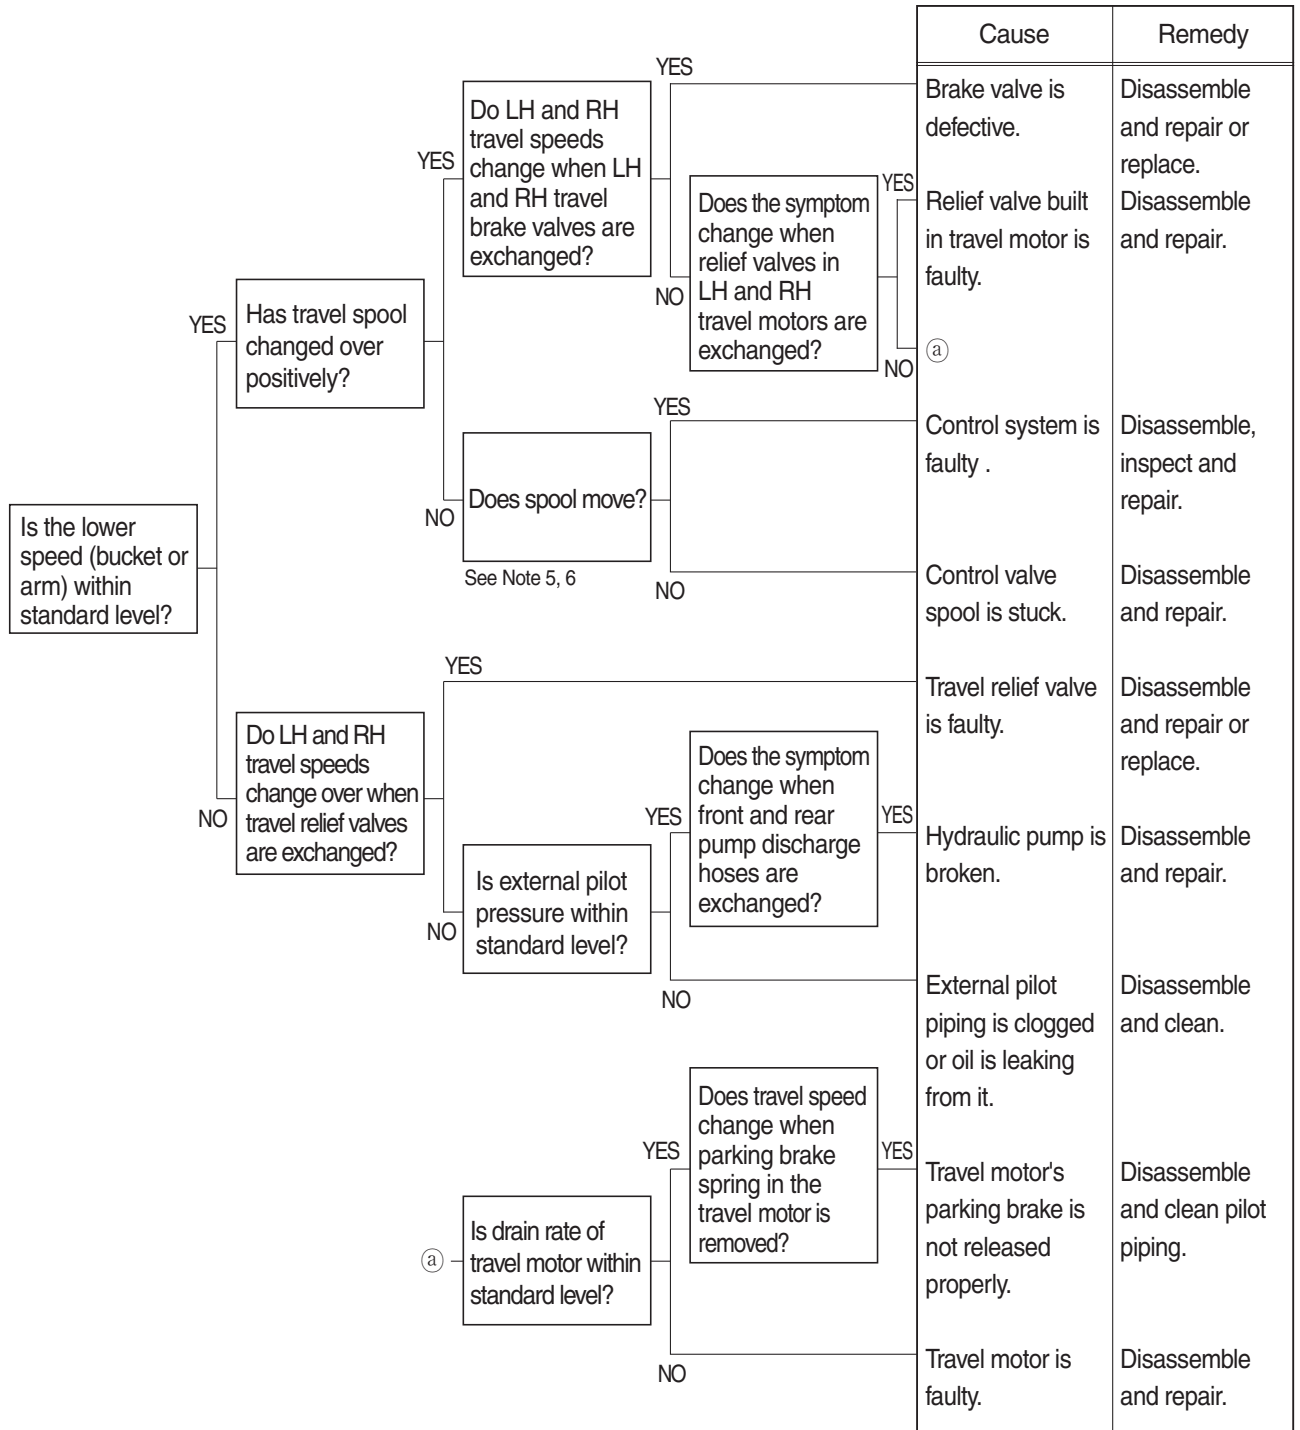 Cause
Remedy
YES
Do LH and RH
travel speeds
change when LH
and RH travel
brake valves are
exchanged?
Brake valve is
defective.
Disassemble
and repair or
replace.
YES
NO
Does the symptom
change when
relief valves in
LH and RH
travel motors are
exchanged?
YES
Relief valve built
in travel motor is
faulty.
Disassemble
and repair.
NO
ⓐ
YES
Has travel spool
changed over
positively?
YES
Control system is
faulty .
Disassemble,
inspect and
repair.
NO
Does spool move?
See Note 5, 6
NO
Control valve
spool is stuck.
Disassemble
and repair.
Is the lower
speed (bucket or
arm) within
standard level?
YES
Travel relief valve
is faulty.
Disassemble
and repair or
replace.
NO
Do LH and RH
travel speeds
change over when
travel relief valves
are exchanged?
YES
Does the symptom
change when
front and rear
pump discharge
hoses are
exchanged?
YES
Hydraulic pump is
broken.
Disassemble
and repair.
NO
Is external pilot
pressure within
standard level?
NO
External pilot
piping is clogged
or oil is leaking
from it.
Disassemble
and clean.
YES
Does travel speed
change when
parking brake
spring in the
travel motor is
removed?
YES
Travel motor's
parking brake is
not released
properly.
Disassemble
and clean pilot
piping.
ⓐ
Is drain rate of
travel motor within
standard level?
NO
Travel motor is
faulty.
Disassemble
and repair.